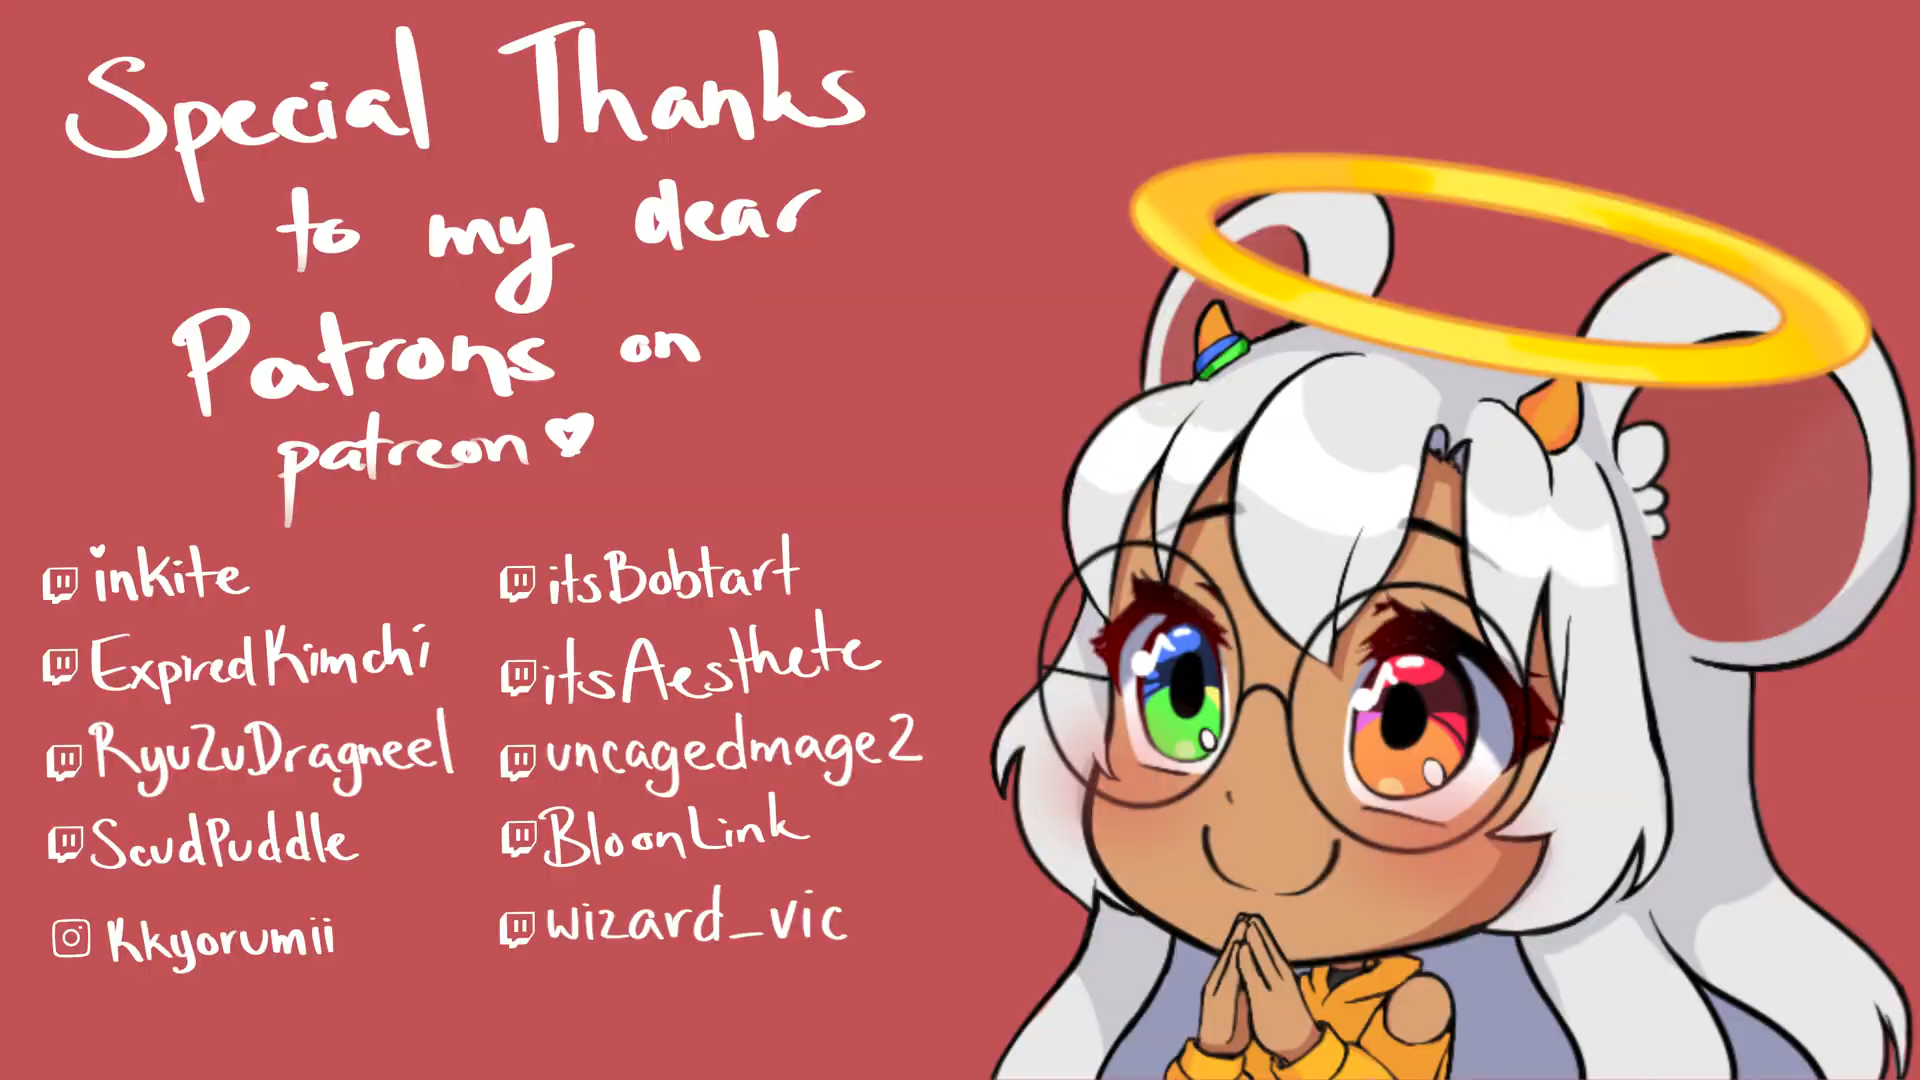 Special Thanks
to my dear
Patrons on
patreon
inkite
ExpiredKimchi
RyuZuDragneel
ScudPuddle
Kkyorumii
itsBobtart
itsAesthete
uncagedmage2
BloonLink
wizard_vic